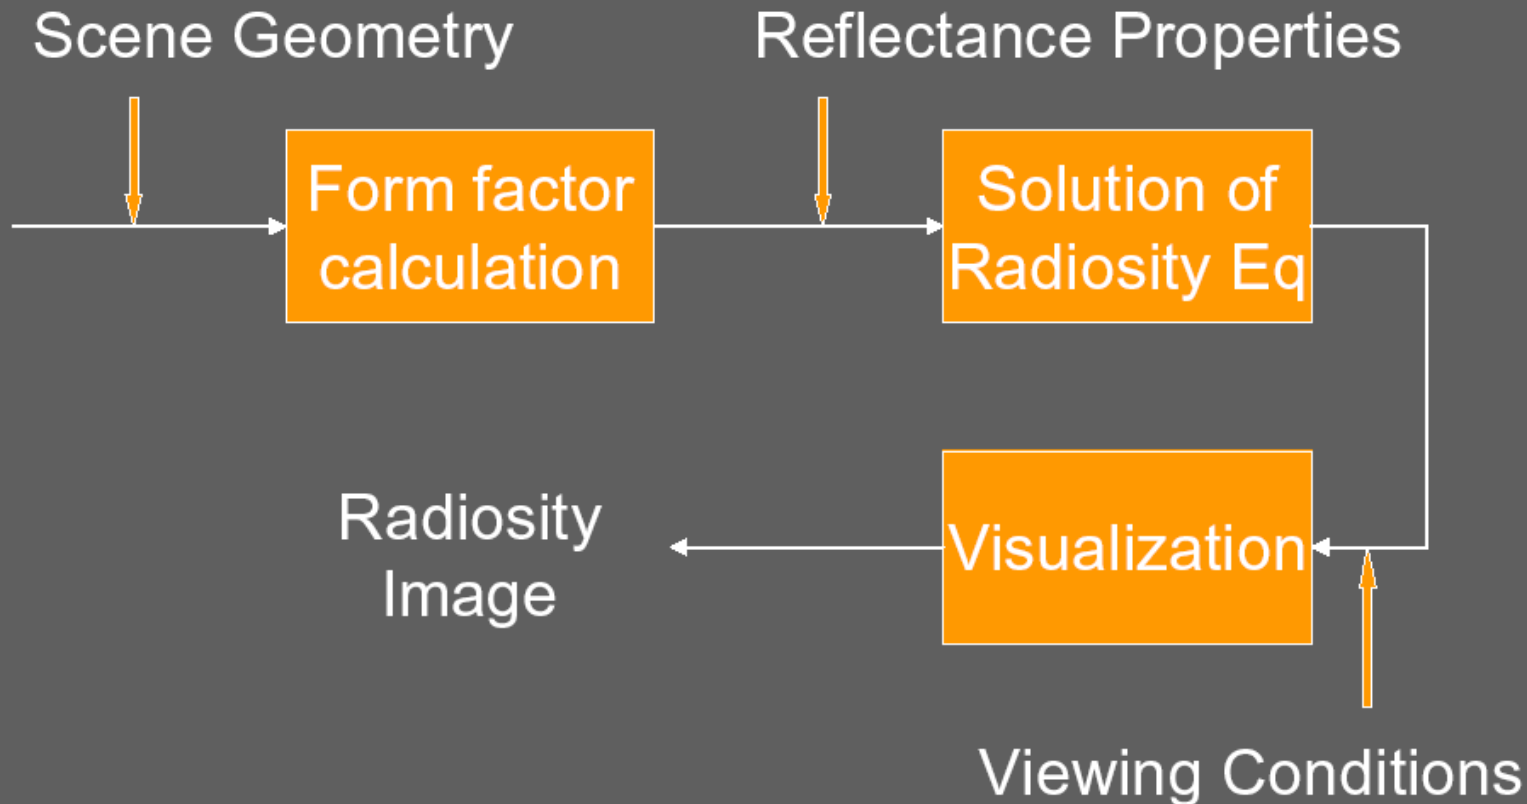 Scene Geometry
Reflectance Properties
Form factor
calculation
Solution of
Radiosity Eq
Radiosity
Image
Visualization
Viewing Conditions